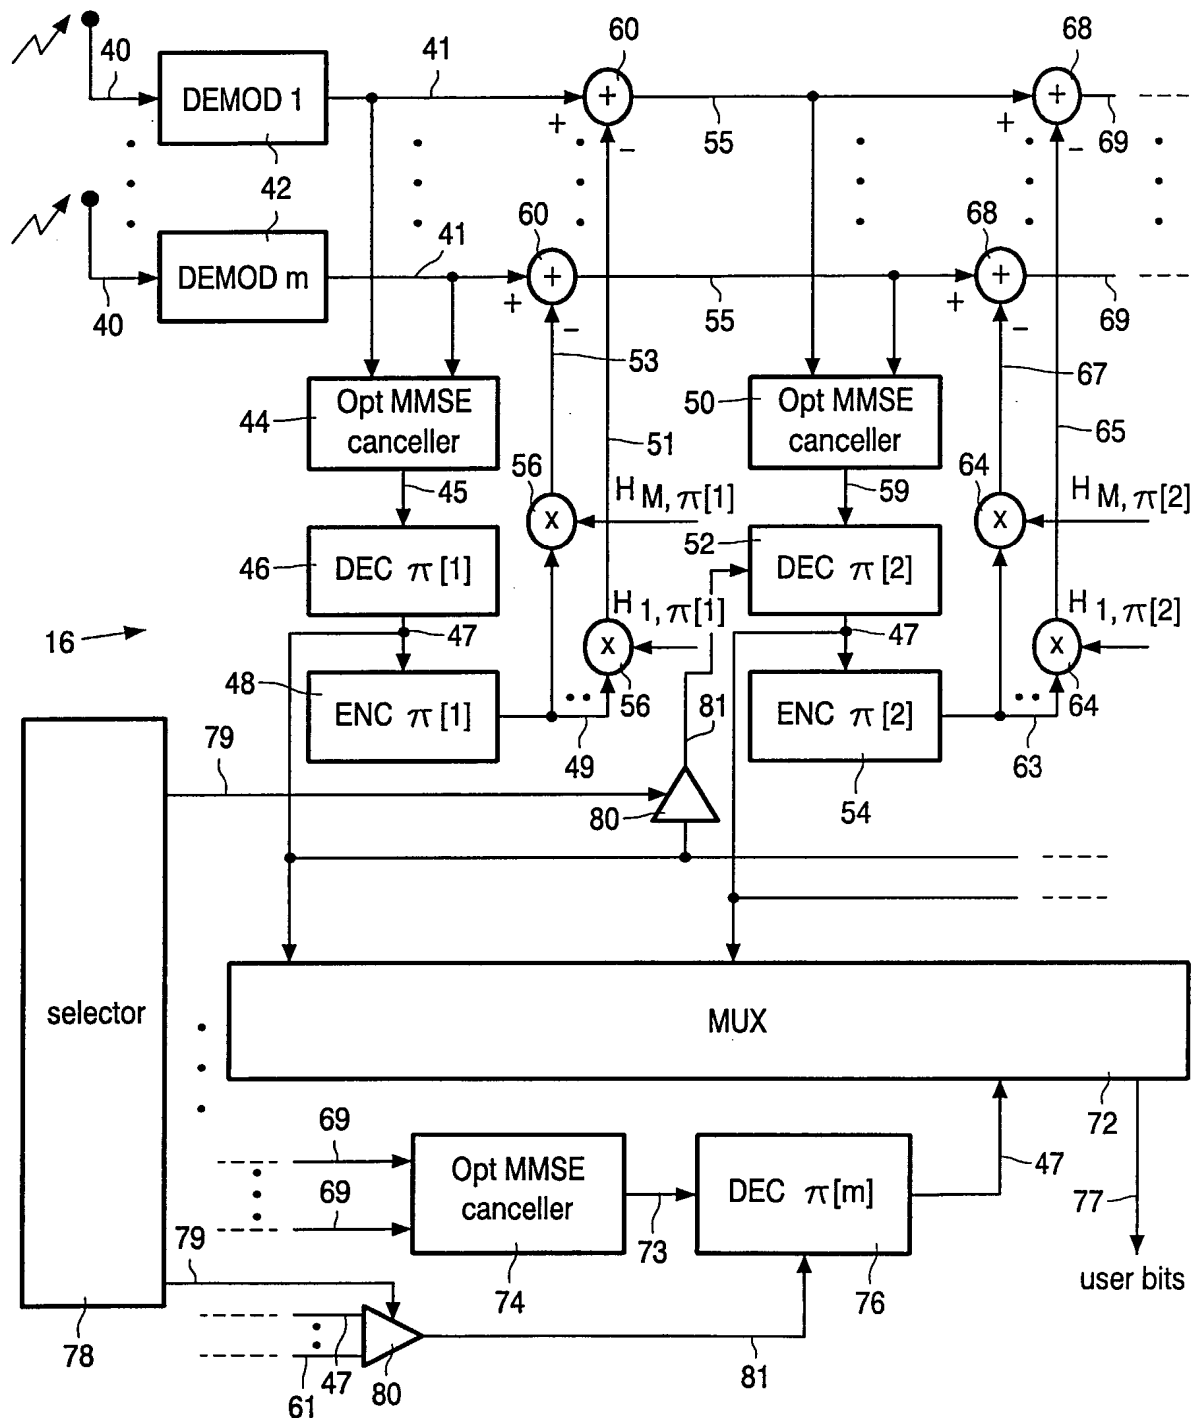 40
DEMOD 1
41
60
+
+
−
55
68
+
+
−
69
42
40
DEMOD m
41
60
+
+
−
55
68
+
+
−
69
53
51
67
65
44
Opt MMSE
canceller
50
Opt MMSE
canceller
45
59
56
x
H M, π[1]
64
x
H M, π[2]
46
DEC π [1]
52
DEC π [2]
H 1, π[1]
H 1, π[2]
16
47
47
x
56
x
64
48
ENC π [1]
49
81
ENC π [2]
63
54
79
80
selector
MUX
72
69
69
Opt MMSE
canceller
73
DEC π [m]
47
77
user bits
79
74
76
78
47
61
80
81